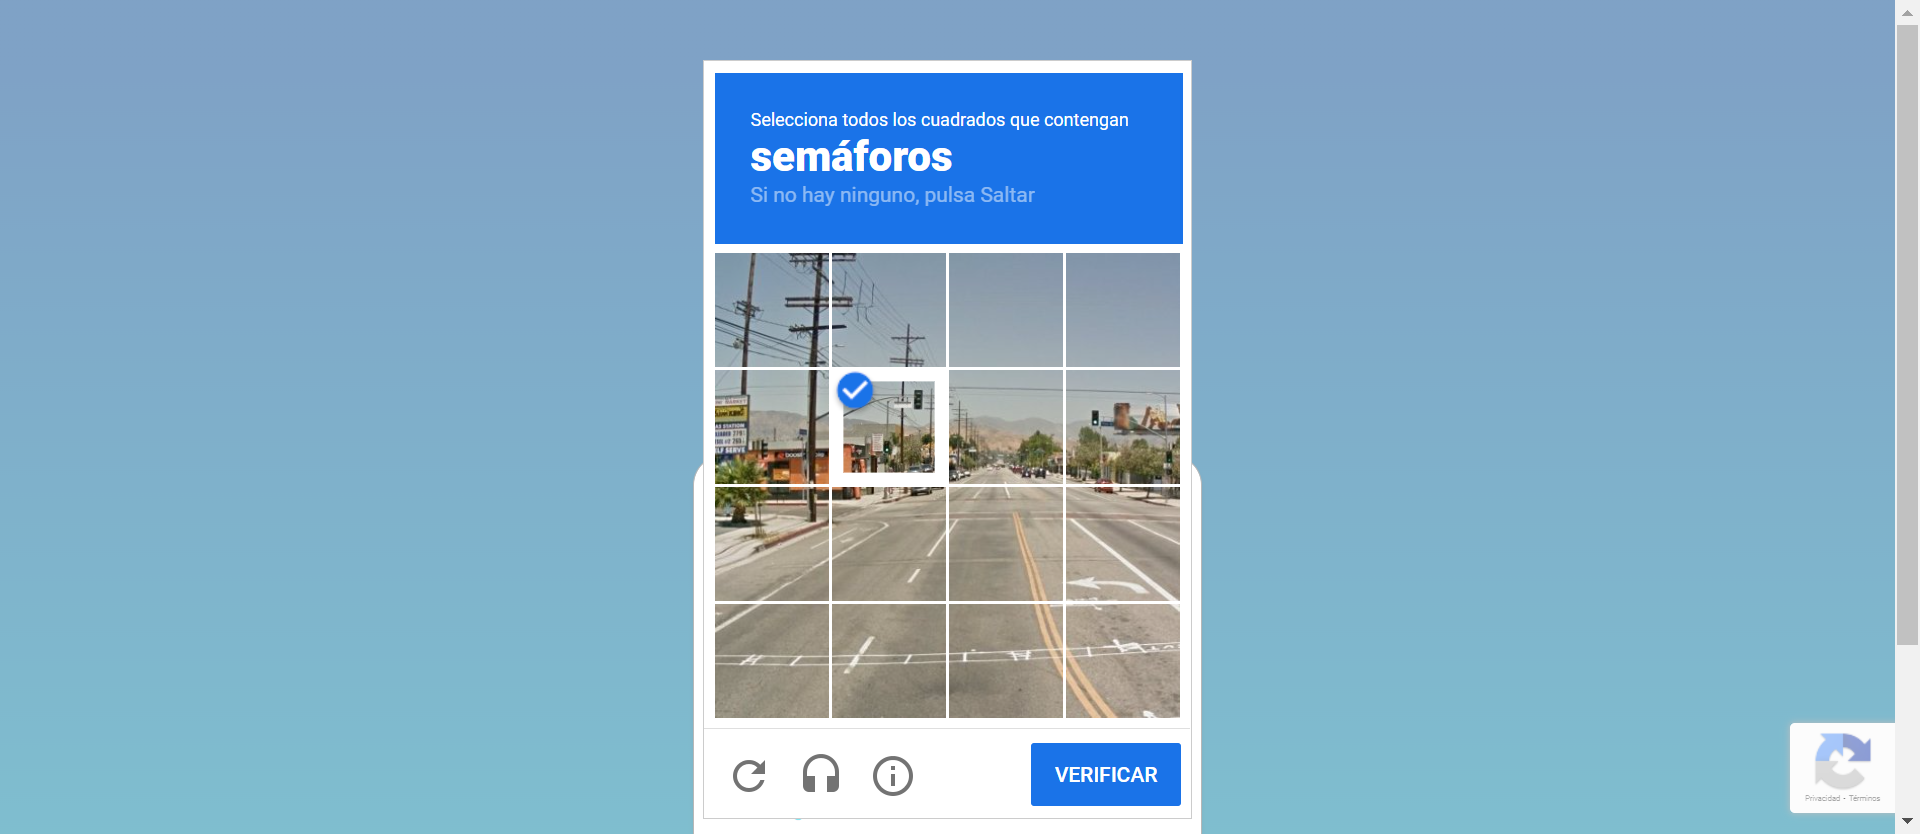 Selecciona todos los cuadrados que contengan
semáforos
Si no hay ninguno, pulsa Saltar
VERIFICAR
Privacidad - Términos